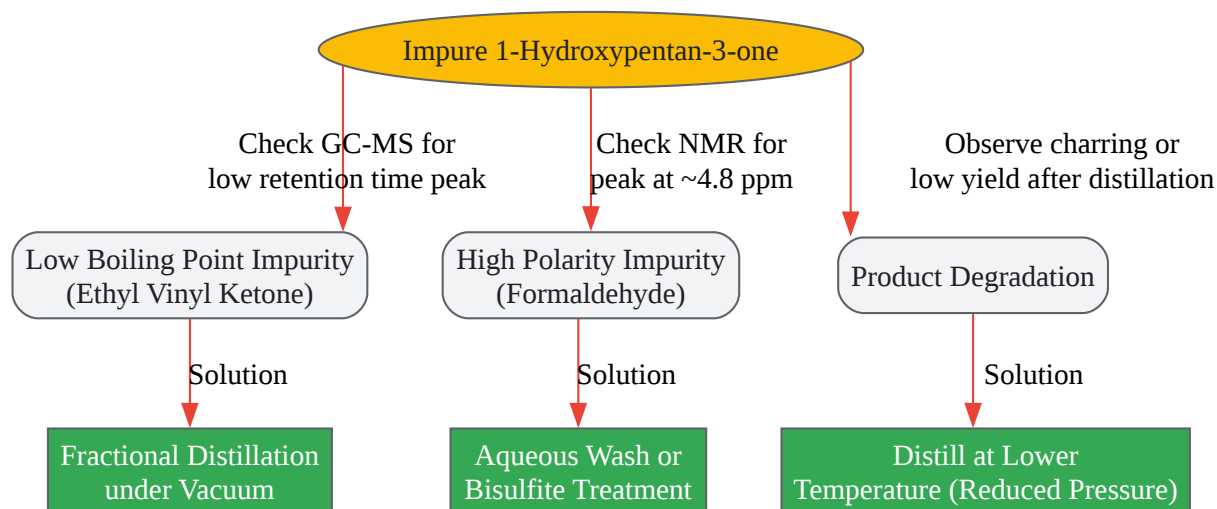 Impure 1-Hydroxypentan-3-one
Check GC-MS for
low retention time peak
Check NMR for
peak at ~4.8 ppm
Observe charring or
low yield after distillation
Low Boiling Point Impurity
(Ethyl Vinyl Ketone)
High Polarity Impurity
(Formaldehyde)
Product Degradation
Solution
Solution
Solution
Fractional Distillation
under Vacuum
Aqueous Wash or
Bisulfite Treatment
Distill at Lower
Temperature (Reduced Pressure)